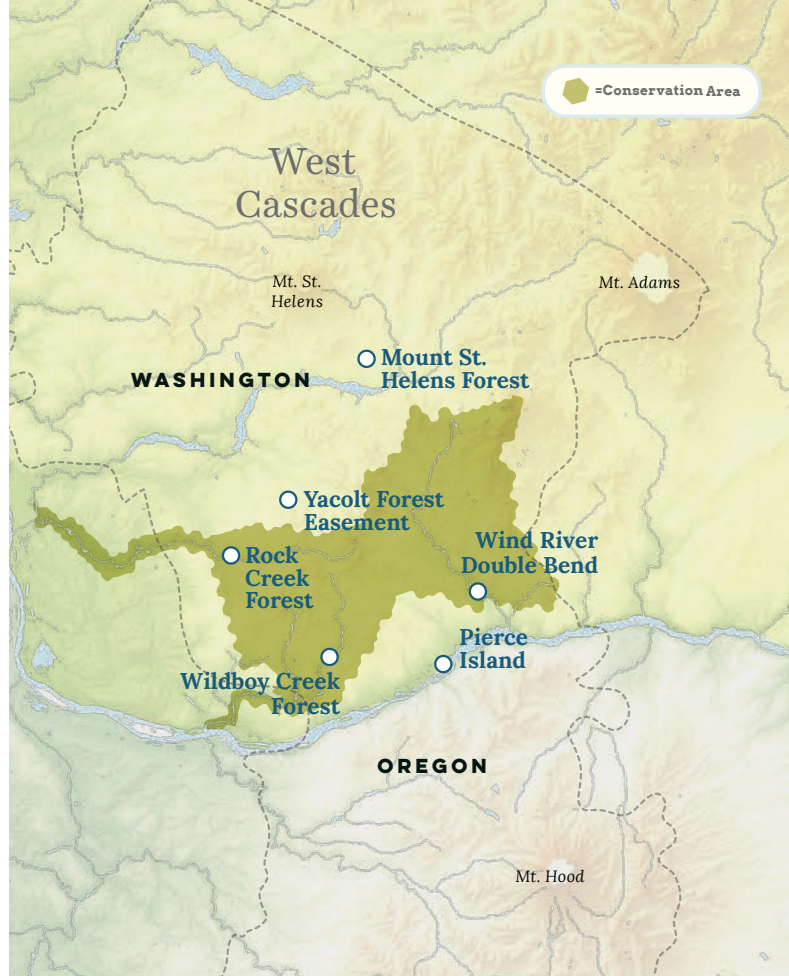 =Conservation Area
West
Cascades
Mt. St.
Helens
Mt. Adams
Mount St.
Helens Forest
WASHINGTON
Yacolt Forest
Easement
Wind River
Double Bend
Rock
Creek
Forest
Pierce
Island
Wildboy Creek
Forest
OREGON
Mt. Hood